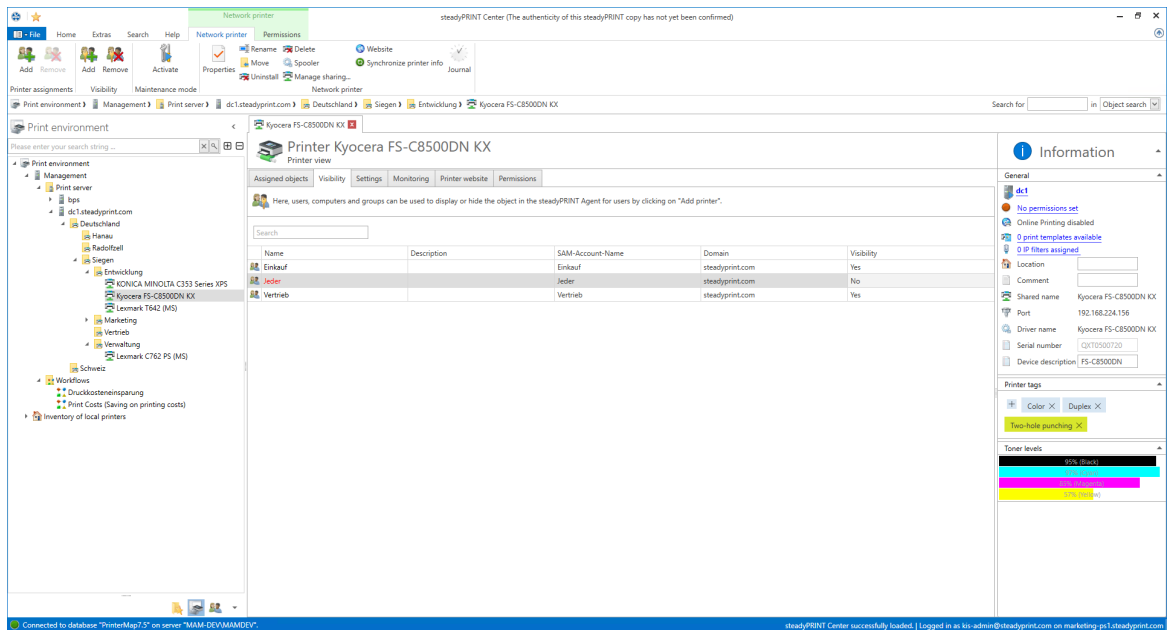 Network printer
steadyPRINT Center (The authenticity of this steadyPRINT copy has not yet been confirmed)
File Home Extras Search Help Network printer Permissions
Add Remove Add Remove Activate Properties Rename Delete Website
Move Spooler Synchronize printer info Journal
Uninstall Manage sharing...
Printer assignments Visibility Maintenance mode Network printer
Print environment Management Print server dc1.steadyprint.com Deutschland Siegen Entwicklung Kyocera FS-C8500DN KX
Search for in Object search
Print environment
Please enter your search string ...
Print environment
Management
Print server
bps
dc1.steadyprint.com
Deutschland
Hanau
Radolfzell
Siegen
Entwicklung
KONICA MINOLTA C353 Series XPS
Kyocera FS-C8500DN KX
Lexmark T642 (MS)
Marketing
Vertrieb
Verwaltung
Lexmark C762 PS (MS)
Schweiz
Workflows
Druckkosteneinsparung
Print Costs (Saving on printing costs)
Inventory of local printers
Kyocera FS-C8500DN KX
Printer Kyocera FS-C8500DN KX
Printer view
Assigned objects Visibility Settings Monitoring Printer website Permissions
Here, users, computers and groups can be used to display or hide the object in the steadyPRINT Agent for users by clicking on "Add printer".
Search
Name Description SAM-Account-Name Domain Visibility
Einkauf Einkauf steadyprint.com Yes
Jeder Jeder steadyprint.com No
Vertrieb Vertrieb steadyprint.com Yes
Information
General
dc1
No permissions set
Online Printing disabled
0 print templates available
0 IP filters assigned
Location
Comment
Shared name Kyocera FS-C8500DN KX
Port 192.168.224.156
Driver name Kyocera FS-C8500DN KX
Serial number QXT0500720
Device description FS-C8500DN
Printer tags
Color Duplex
Two-hole punching
Toner levels
95% (Black)
(Magenta)
57% (Yellow)
Connected to database "PrinterMap7.5" on server "MAM-DEV\MAMDEV".
steadyPRINT Center successfully loaded. | Logged in as kis-admin@steadyprint.com on marketing-ps1.steadyprint.com